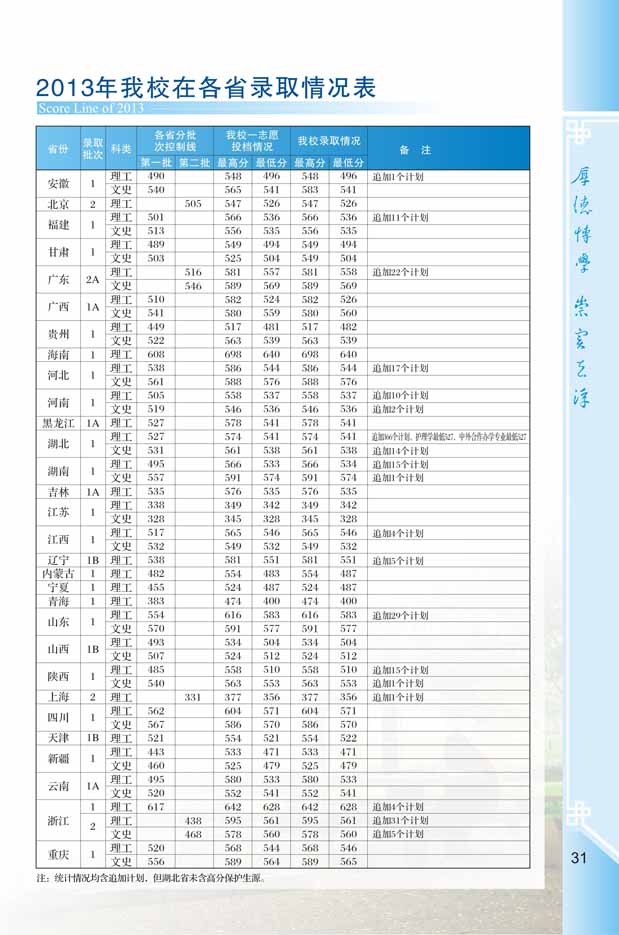 2013年我校在各省录取情况表
Score Line of 2013
省份 录取批次 科类 各省分批次控制线 我校一志愿投档情况 我校录取情况 备 注
第一批 第二批 最高分 最低分 最高分 最低分
安徽 1 理工 490 548 496 548 496 追加1个计划
文史 540 565 541 583 541
北京 2 理工 505 547 526 547 526
福建 1 理工 501 566 536 566 536 追加11个计划
文史 513 556 535 556 535
甘肃 1 理工 489 549 494 549 494
文史 503 525 504 549 504
广东 2A 理工 516 581 557 581 558 追加22个计划
文史 546 589 569 589 569
广西 1A 理工 510 582 524 582 526
文史 541 580 559 580 560
贵州 1 理工 449 517 481 517 482
文史 522 563 539 563 539
海南 1 理工 608 698 640 698 640
河北 1 理工 538 586 544 586 544 追加17个计划
文史 561 588 576 588 576
河南 1 理工 505 558 537 558 537 追加10个计划
文史 519 546 536 546 536 追加2个计划
黑龙江 1A 理工 527 578 541 578 541
湖北 1 理工 527 574 541 574 541 追加166个计划、护理学最低527、中外合作办学专业最低527
文史 531 561 538 561 538 追加14个计划
湖南 1 理工 495 566 533 566 534 追加15个计划
文史 557 591 574 591 574 追加1个计划
吉林 1A 理工 535 576 535 576 535
江苏 1 理工 338 349 342 349 342
文史 328 345 328 345 328
江西 1 理工 517 565 546 565 546 追加4个计划
文史 532 549 532 549 532
辽宁 1B 理工 538 581 551 581 551 追加5个计划
内蒙古 1 理工 482 554 483 554 487
宁夏 1 理工 455 524 487 524 487
青海 1 理工 383 474 400 474 400
山东 1 理工 554 616 583 616 583 追加29个计划
文史 570 591 577 591 577
山西 1B 理工 493 534 504 534 504
文史 507 524 512 524 512
陕西 1 理工 485 558 510 558 510 追加15个计划
文史 540 563 553 563 553 追加1个计划
上海 2 理工 331 377 356 377 356 追加1个计划
四川 1 理工 562 604 571 604 571
文史 567 586 570 586 570
天津 1B 理工 521 554 521 554 522
新疆 1 理工 443 533 471 533 471
文史 460 525 479 525 479
云南 1A 理工 495 580 533 580 533
文史 520 552 541 552 541
浙江 1 理工 617 642 628 642 628 追加4个计划
2 理工 438 595 561 595 561 追加31个计划
文史 468 578 560 578 560 追加5个计划
重庆 1 理工 520 568 544 568 546
文史 556 589 564 589 565
注：统计情况均含追加计划，但湖北省未含高分保护生源。
厚德博学 崇实去浮
31